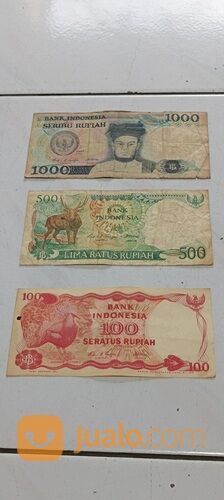 BANK INDONESIA
1000
SERIBU RUPIAH
1000
500
BANK
INDONESIA
LIMA RATUS RUPIAH
500
100
BANK
INDONESIA
100
SERATUS RUPIAH
100
jualo.com